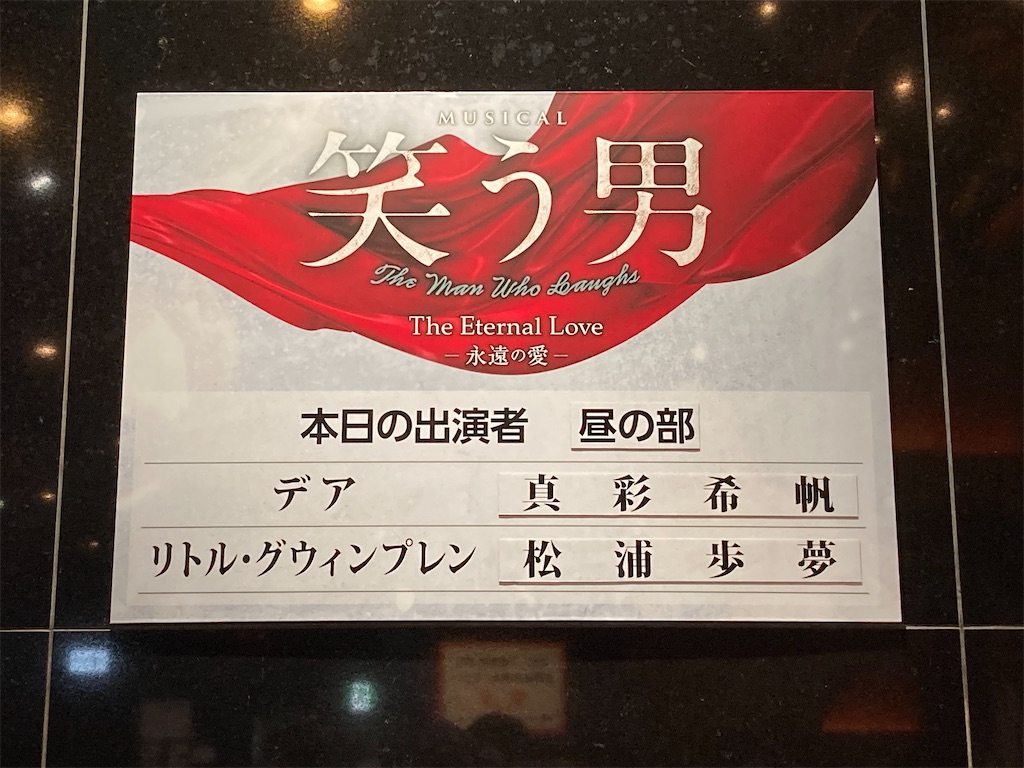 MUSICAL
笑う男
The Man Who Laughs
The Eternal Love
－永遠の愛－
本日の出演者 昼の部
デア 真彩希帆
リトル・グウィンプレン 松浦歩夢